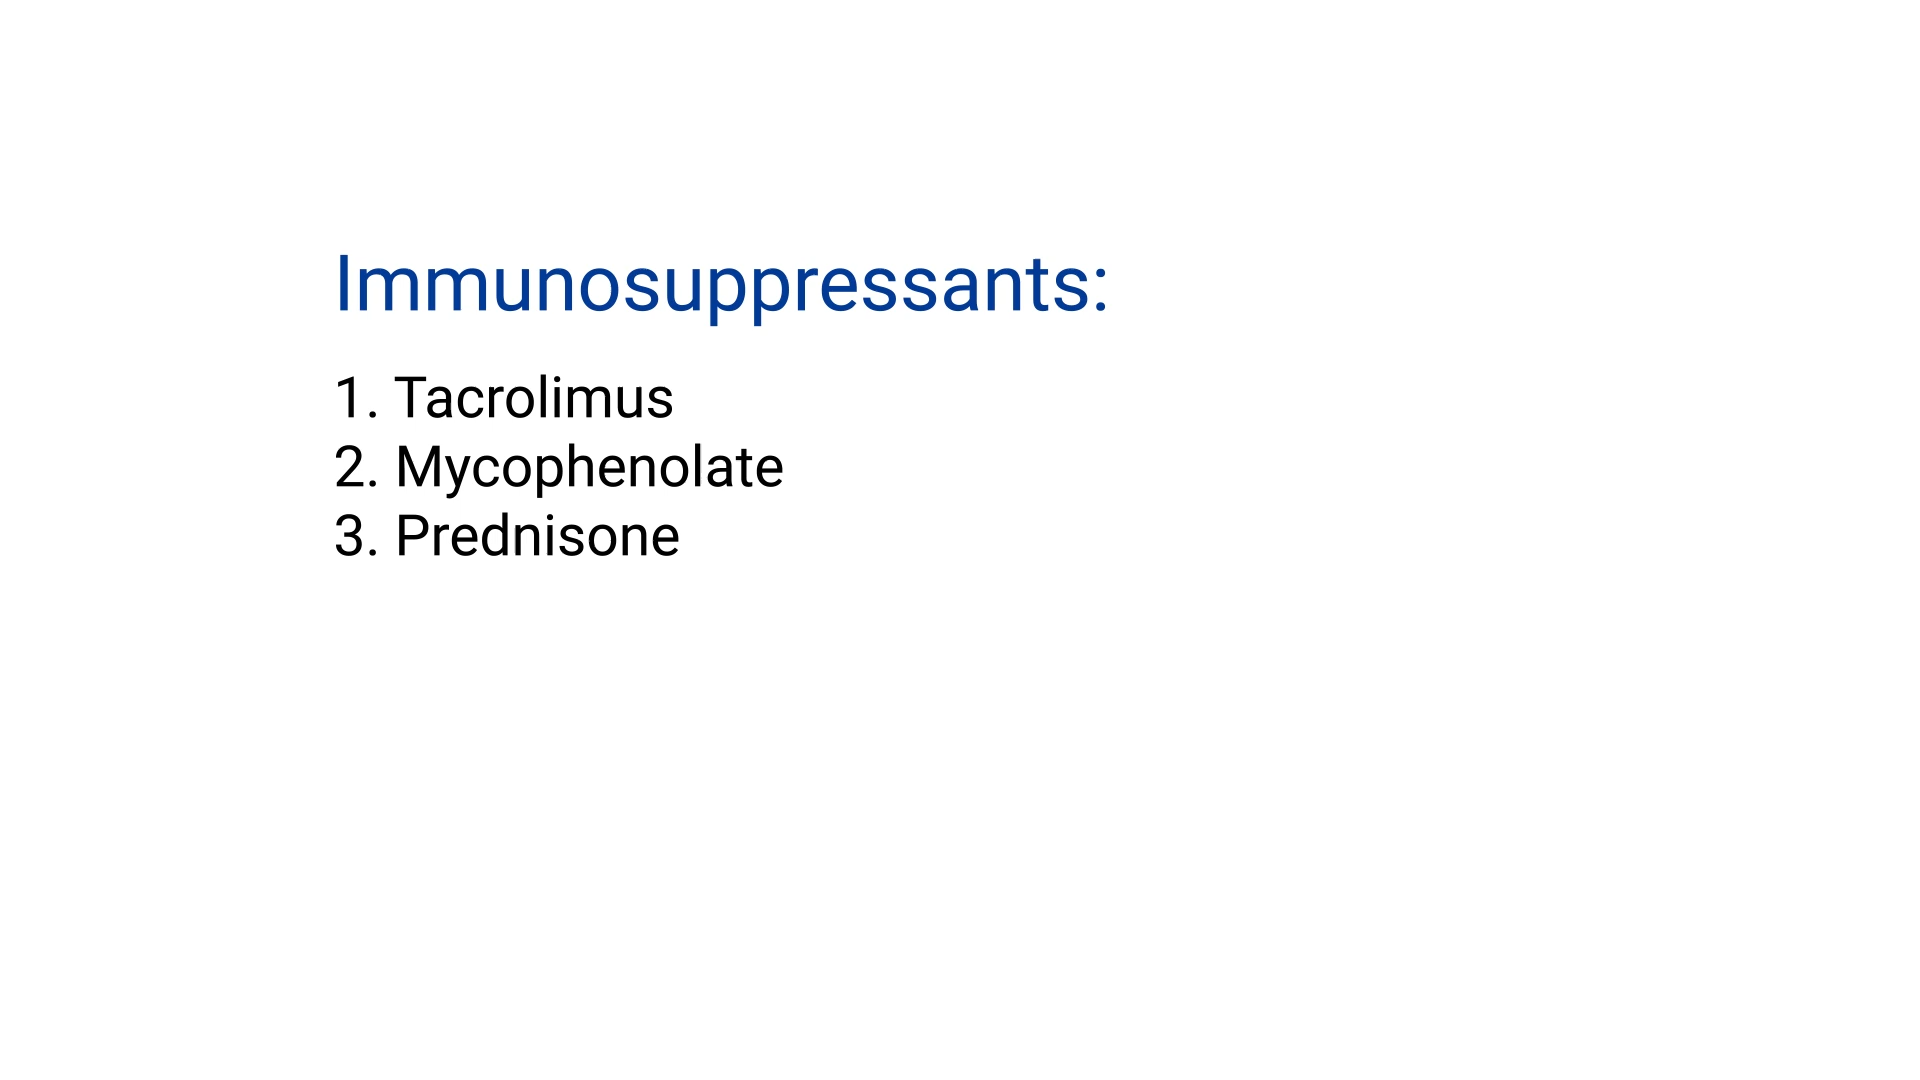 Immunosuppressants:
1. Tacrolimus
2. Mycophenolate
3. Prednisone